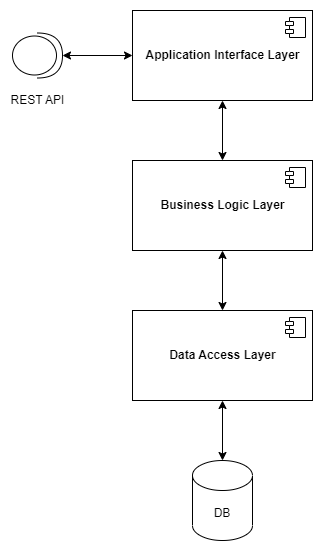 Application Interface Layer
REST API
Business Logic Layer
Data Access Layer
DB